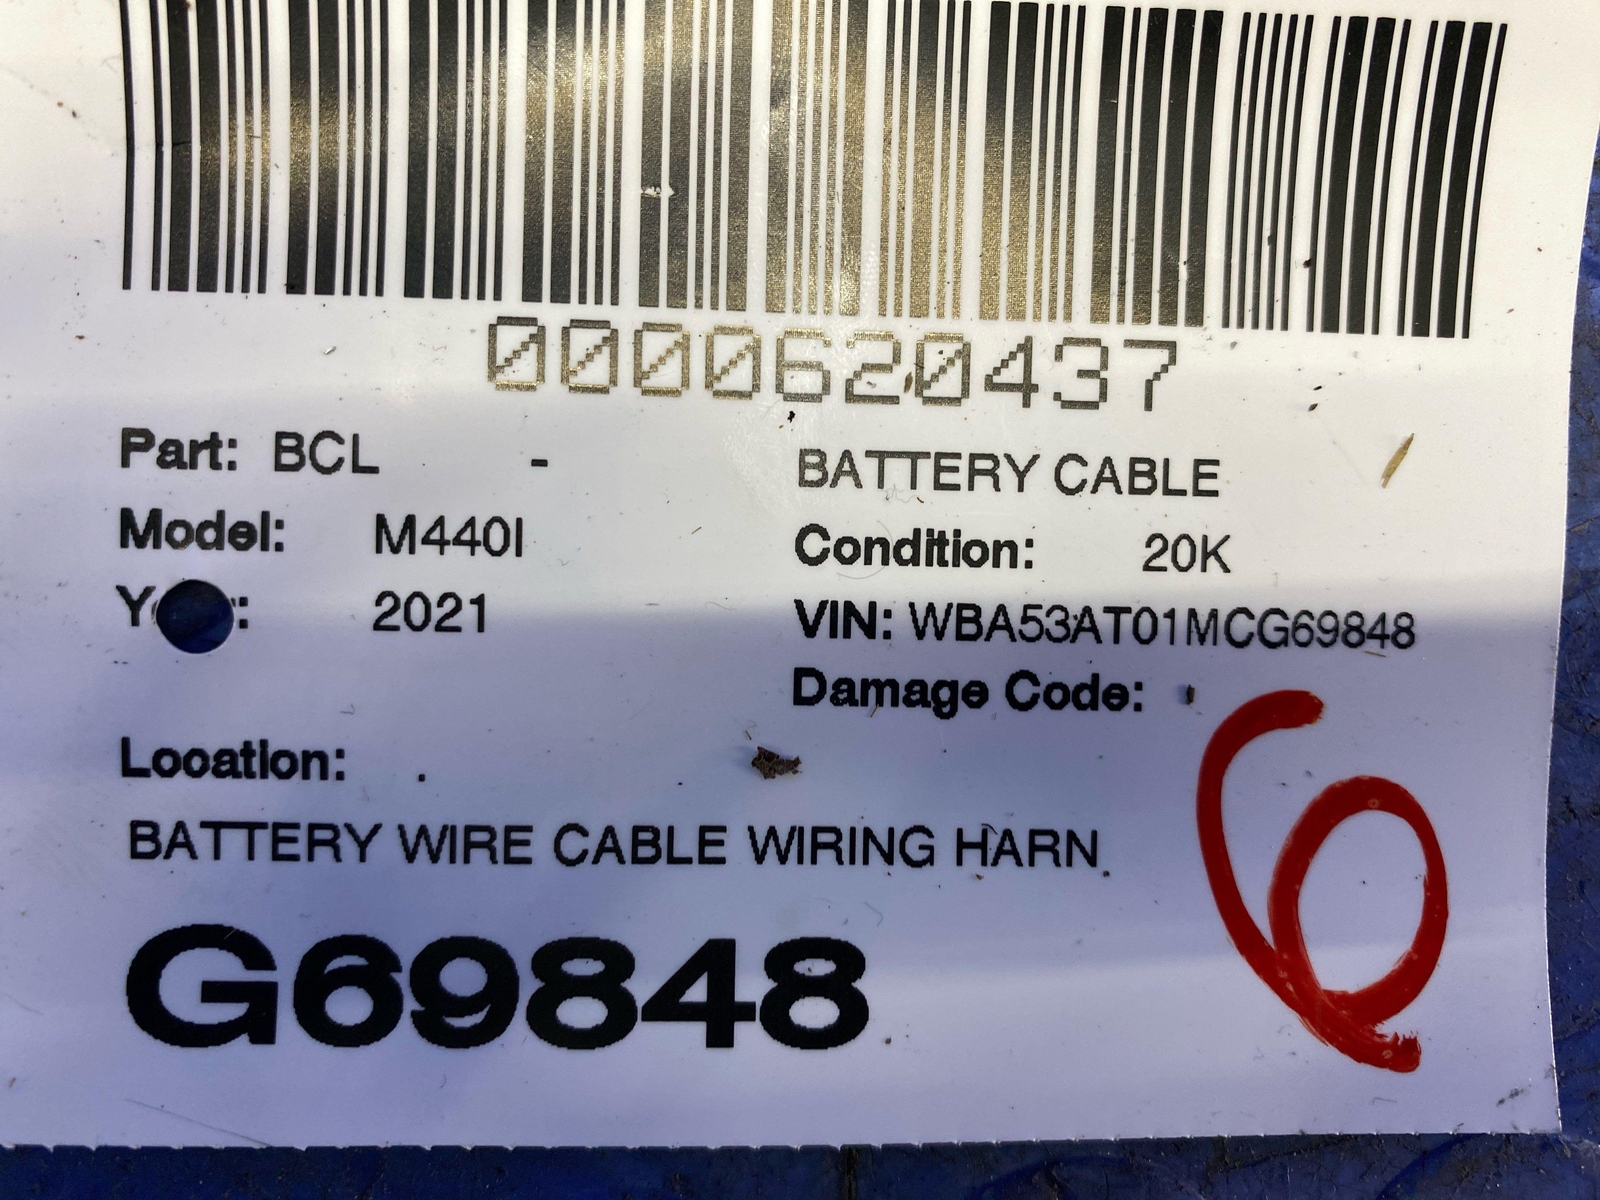 0000620437
Part: BCL - BATTERY CABLE
Model: M440I Condition: 20K
2021 VIN: WBA53AT01MCG69848
Damage Code:
Location: .
BATTERY WIRE CABLE WIRING HARN
G69848
6